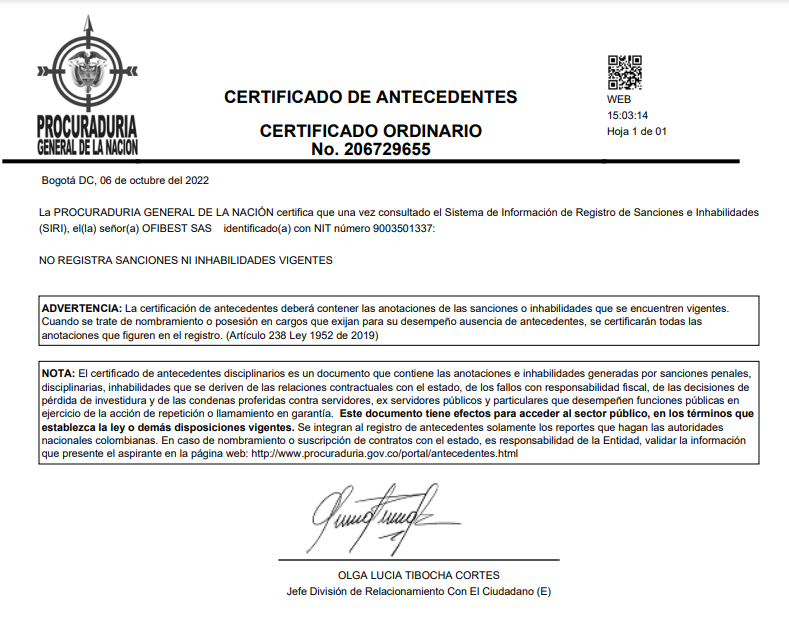 PROCURADURIA
GENERAL DE LA NACION
CERTIFICADO DE ANTECEDENTES
CERTIFICADO ORDINARIO
No. 206729655
WEB
15:03:14
Hoja 1 de 01
Bogotá DC, 06 de octubre del 2022
La PROCURADURIA GENERAL DE LA NACIÓN certifica que una vez consultado el Sistema de Información de Registro de Sanciones e Inhabilidades
(SIRI), el(la) señor(a) OFIBEST SAS identificado(a) con NIT número 9003501337:
NO REGISTRA SANCIONES NI INHABILIDADES VIGENTES
ADVERTENCIA: La certificación de antecedentes deberá contener las anotaciones de las sanciones o inhabilidades que se encuentren vigentes.
Cuando se trate de nombramiento o posesión en cargos que exijan para su desempeño ausencia de antecedentes, se certificarán todas las
anotaciones que figuren en el registro. (Artículo 238 Ley 1952 de 2019)
NOTA: El certificado de antecedentes disciplinarios es un documento que contiene las anotaciones e inhabilidades generadas por sanciones penales,
disciplinarias, inhabilidades que se deriven de las relaciones contractuales con el estado, de los fallos con responsabilidad fiscal, de las decisiones de
pérdida de investidura y de las condenas proferidas contra servidores, ex servidores públicos y particulares que desempeñen funciones públicas en
ejercicio de la acción de repetición o llamamiento en garantía. Este documento tiene efectos para acceder al sector público, en los términos que
establezca la ley o demás disposiciones vigentes. Se integran al registro de antecedentes solamente los reportes que hagan las autoridades
nacionales colombianas. En caso de nombramiento o suscripción de contratos con el estado, es responsabilidad de la Entidad, validar la información
que presente el aspirante en la página web: http://www.procuraduria.gov.co/portal/antecedentes.html
OLGA LUCIA TIBOCHA CORTES
Jefe División de Relacionamiento Con El Ciudadano (E)